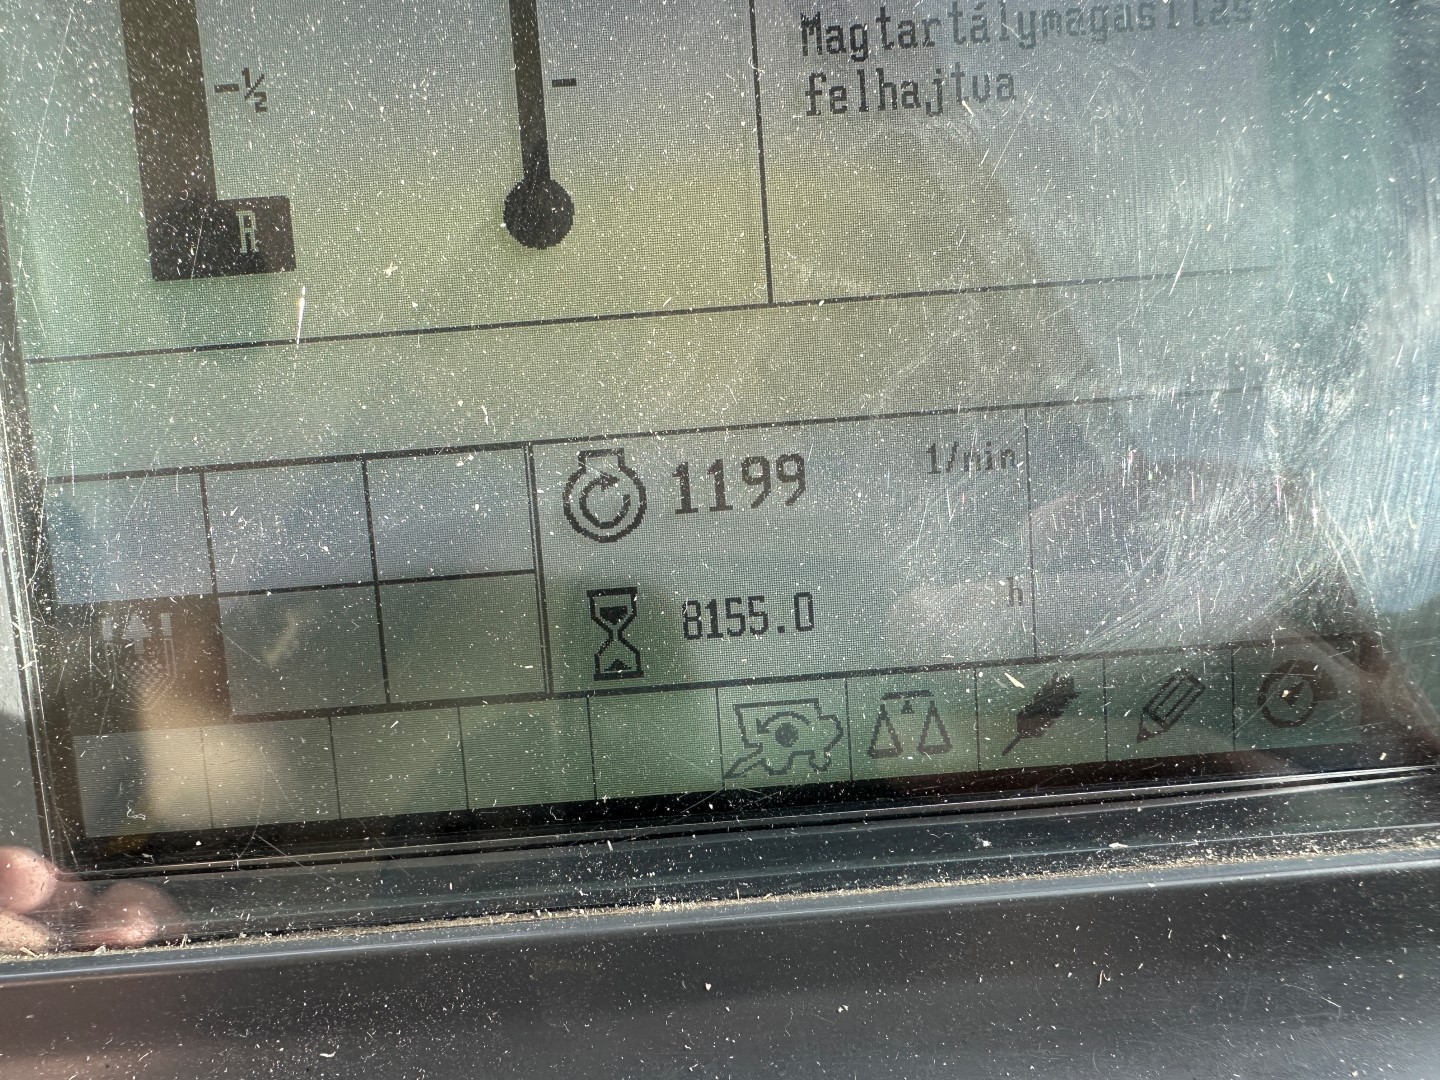 Magtartálymagasítás
felhajtva
-½
-
R
1199 1/min
8155.0 h